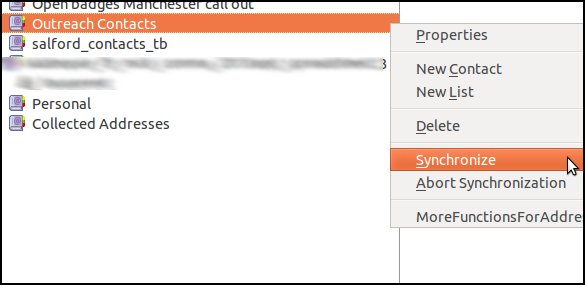 Open badges Manchester call out
Outreach Contacts
salford_contacts_tb
Personal
Collected Addresses
Properties
New Contact
New List
Delete
Synchronize
Abort Synchronization
MoreFunctionsForAddre